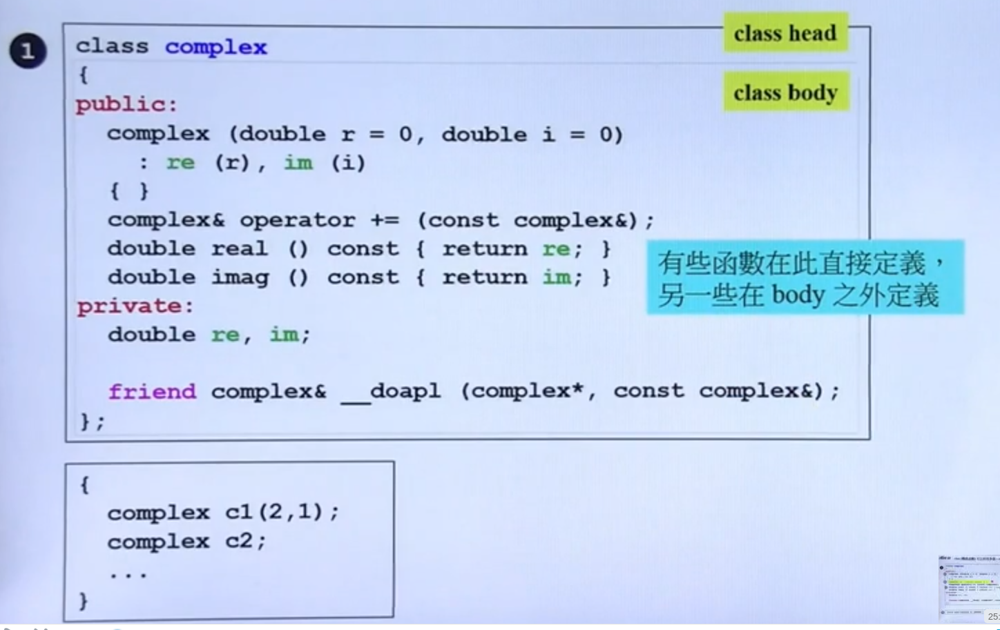 1
class head
class complex
{
class body
public:
complex (double r = 0, double i = 0)
: re (r), im (i)
{ }
complex& operator += (const complex&);
double real () const { return re; }
double imag () const { return im; }
有些函數在此直接定義，
另一些在 body 之外定義
private:
double re, im;
friend complex& __doapl (complex*, const complex&);
};
{
complex c1(2,1);
complex c2;
...
}
25: